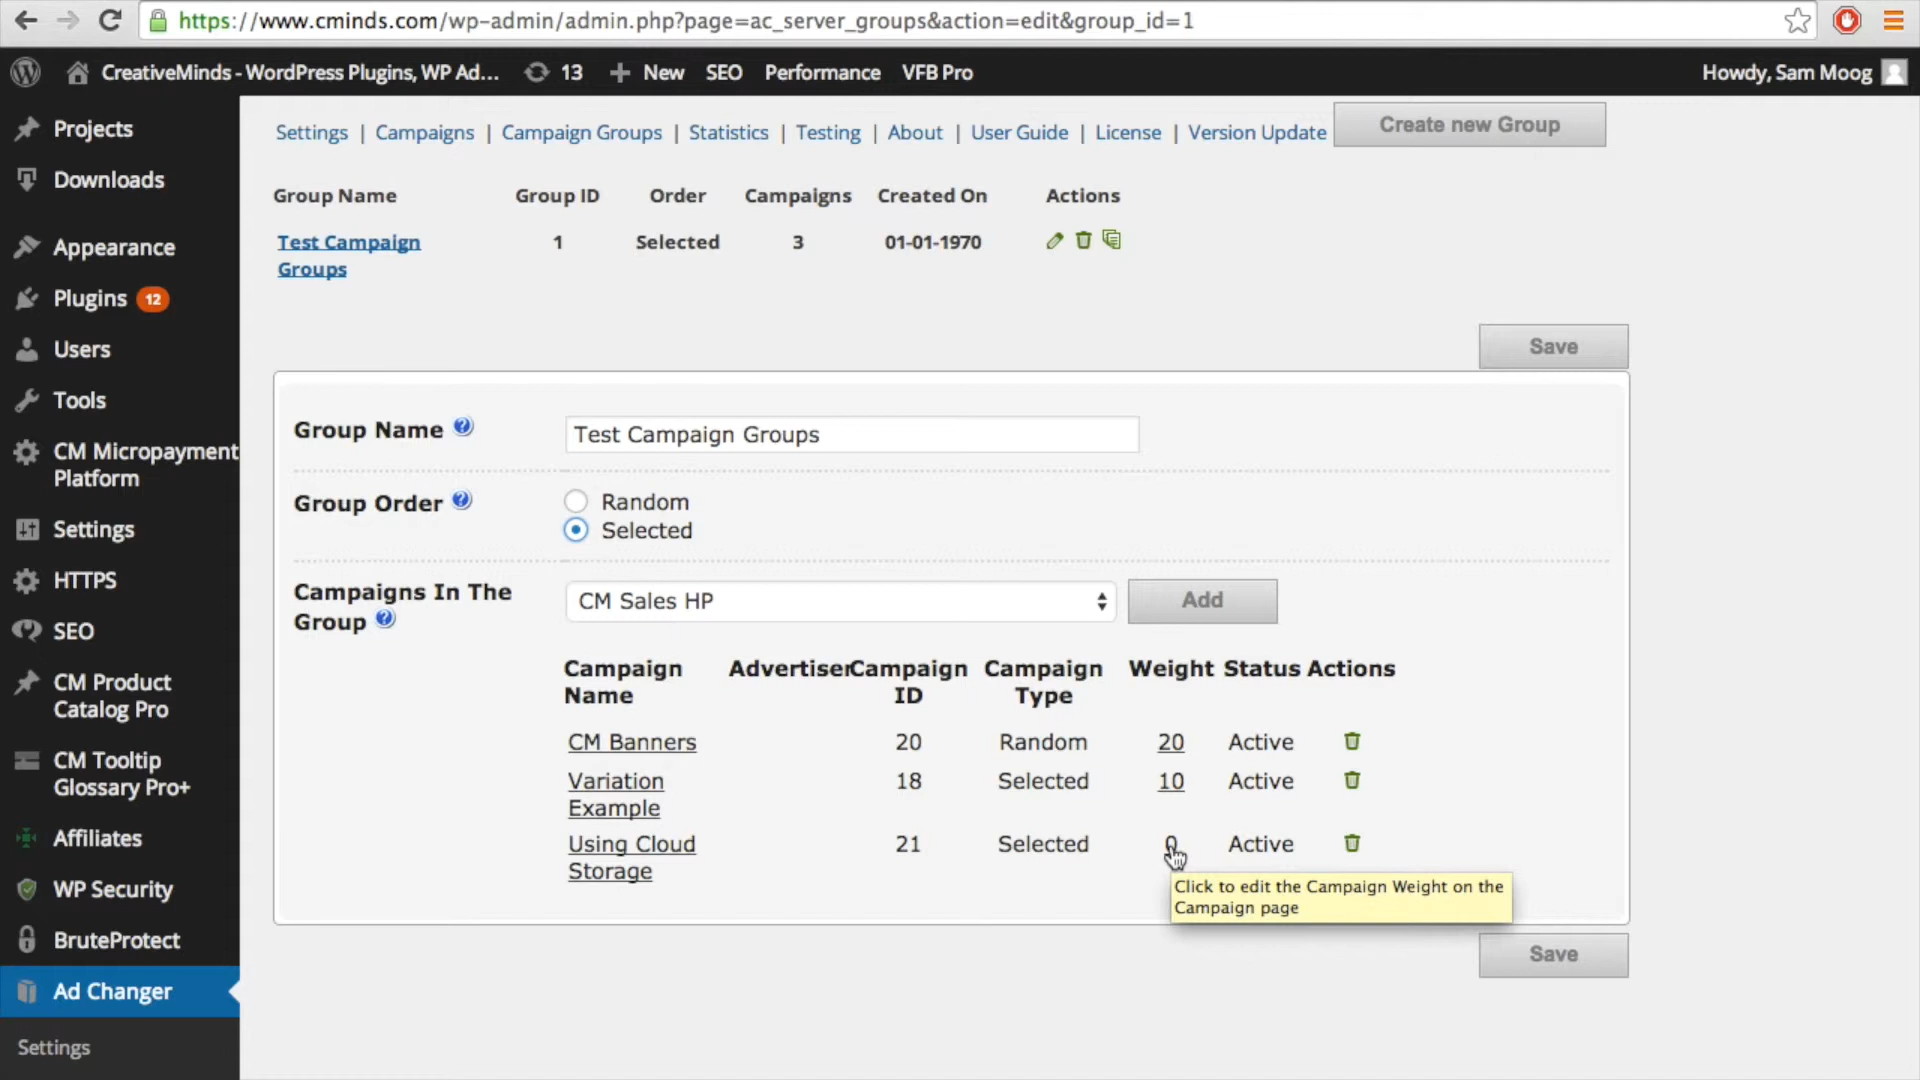 https://www.cminds.com/wp-admin/admin.php?page=ac_server_groups&action=edit&group_id=1
CreativeMinds - WordPress Plugins, WP Ad... 13 New SEO Performance VFB Pro Howdy, Sam Moog
Projects
Downloads
Appearance
Plugins 12
Users
Tools
CM Micropayment
Platform
Settings
HTTPS
SEO
CM Product
Catalog Pro
CM Tooltip
Glossary Pro+
Affiliates
WP Security
BruteProtect
Ad Changer
Settings
Settings | Campaigns | Campaign Groups | Statistics | Testing | About | User Guide | License | Version Update Create new Group
Group Name Group ID Order Campaigns Created On Actions
Test Campaign 1 Selected 3 01-01-1970
Groups
Save
Group Name Test Campaign Groups
Group Order Random
Selected
Campaigns In The CM Sales HP Add
Group
Campaign Advertiser Campaign Campaign Weight Status Actions
Name ID Type
CM Banners 20 Random 20 Active
Variation 18 Selected 10 Active
Example
Using Cloud 21 Selected 0 Active
Storage
Click to edit the Campaign Weight on the
Campaign page
Save